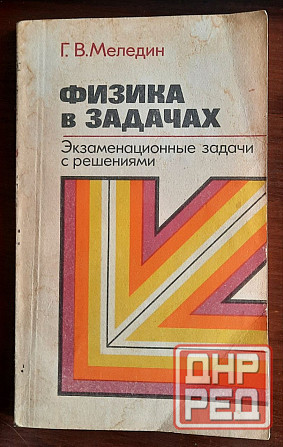 Г. В. Меледин
ФИЗИКА
В ЗАДАЧАХ
Экзаменационные задачи
с решениями
ДНР
РЕД